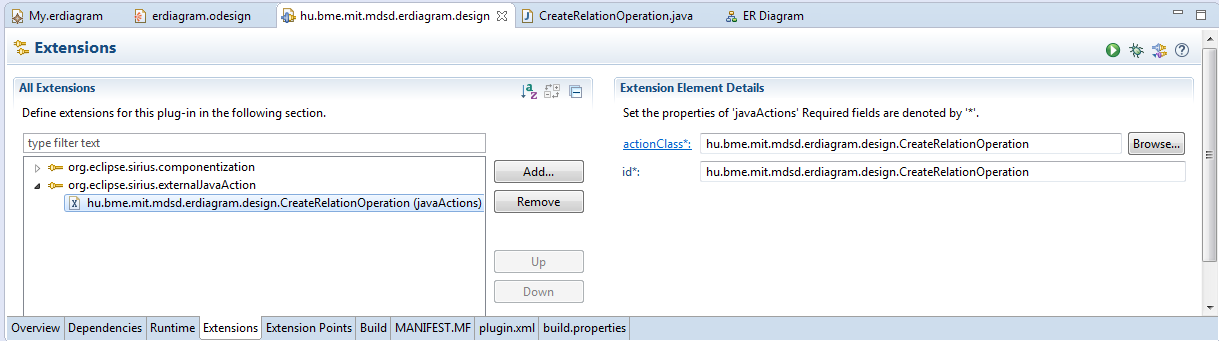 My.erdiagram erdiagram.odesign hu.bme.mit.mdsd.erdiagram.design CreateRelationOperation.java ER Diagram
Extensions
All Extensions
Define extensions for this plug-in in the following section.
type filter text
org.eclipse.sirius.componentization
org.eclipse.sirius.externalJavaAction
hu.bme.mit.mdsd.erdiagram.design.CreateRelationOperation (javaActions)
Add...
Remove
Up
Down
Extension Element Details
Set the properties of 'javaActions' Required fields are denoted by '*'.
actionClass*: hu.bme.mit.mdsd.erdiagram.design.CreateRelationOperation Browse...
id*: hu.bme.mit.mdsd.erdiagram.design.CreateRelationOperation
Overview Dependencies Runtime Extensions Extension Points Build MANIFEST.MF plugin.xml build.properties